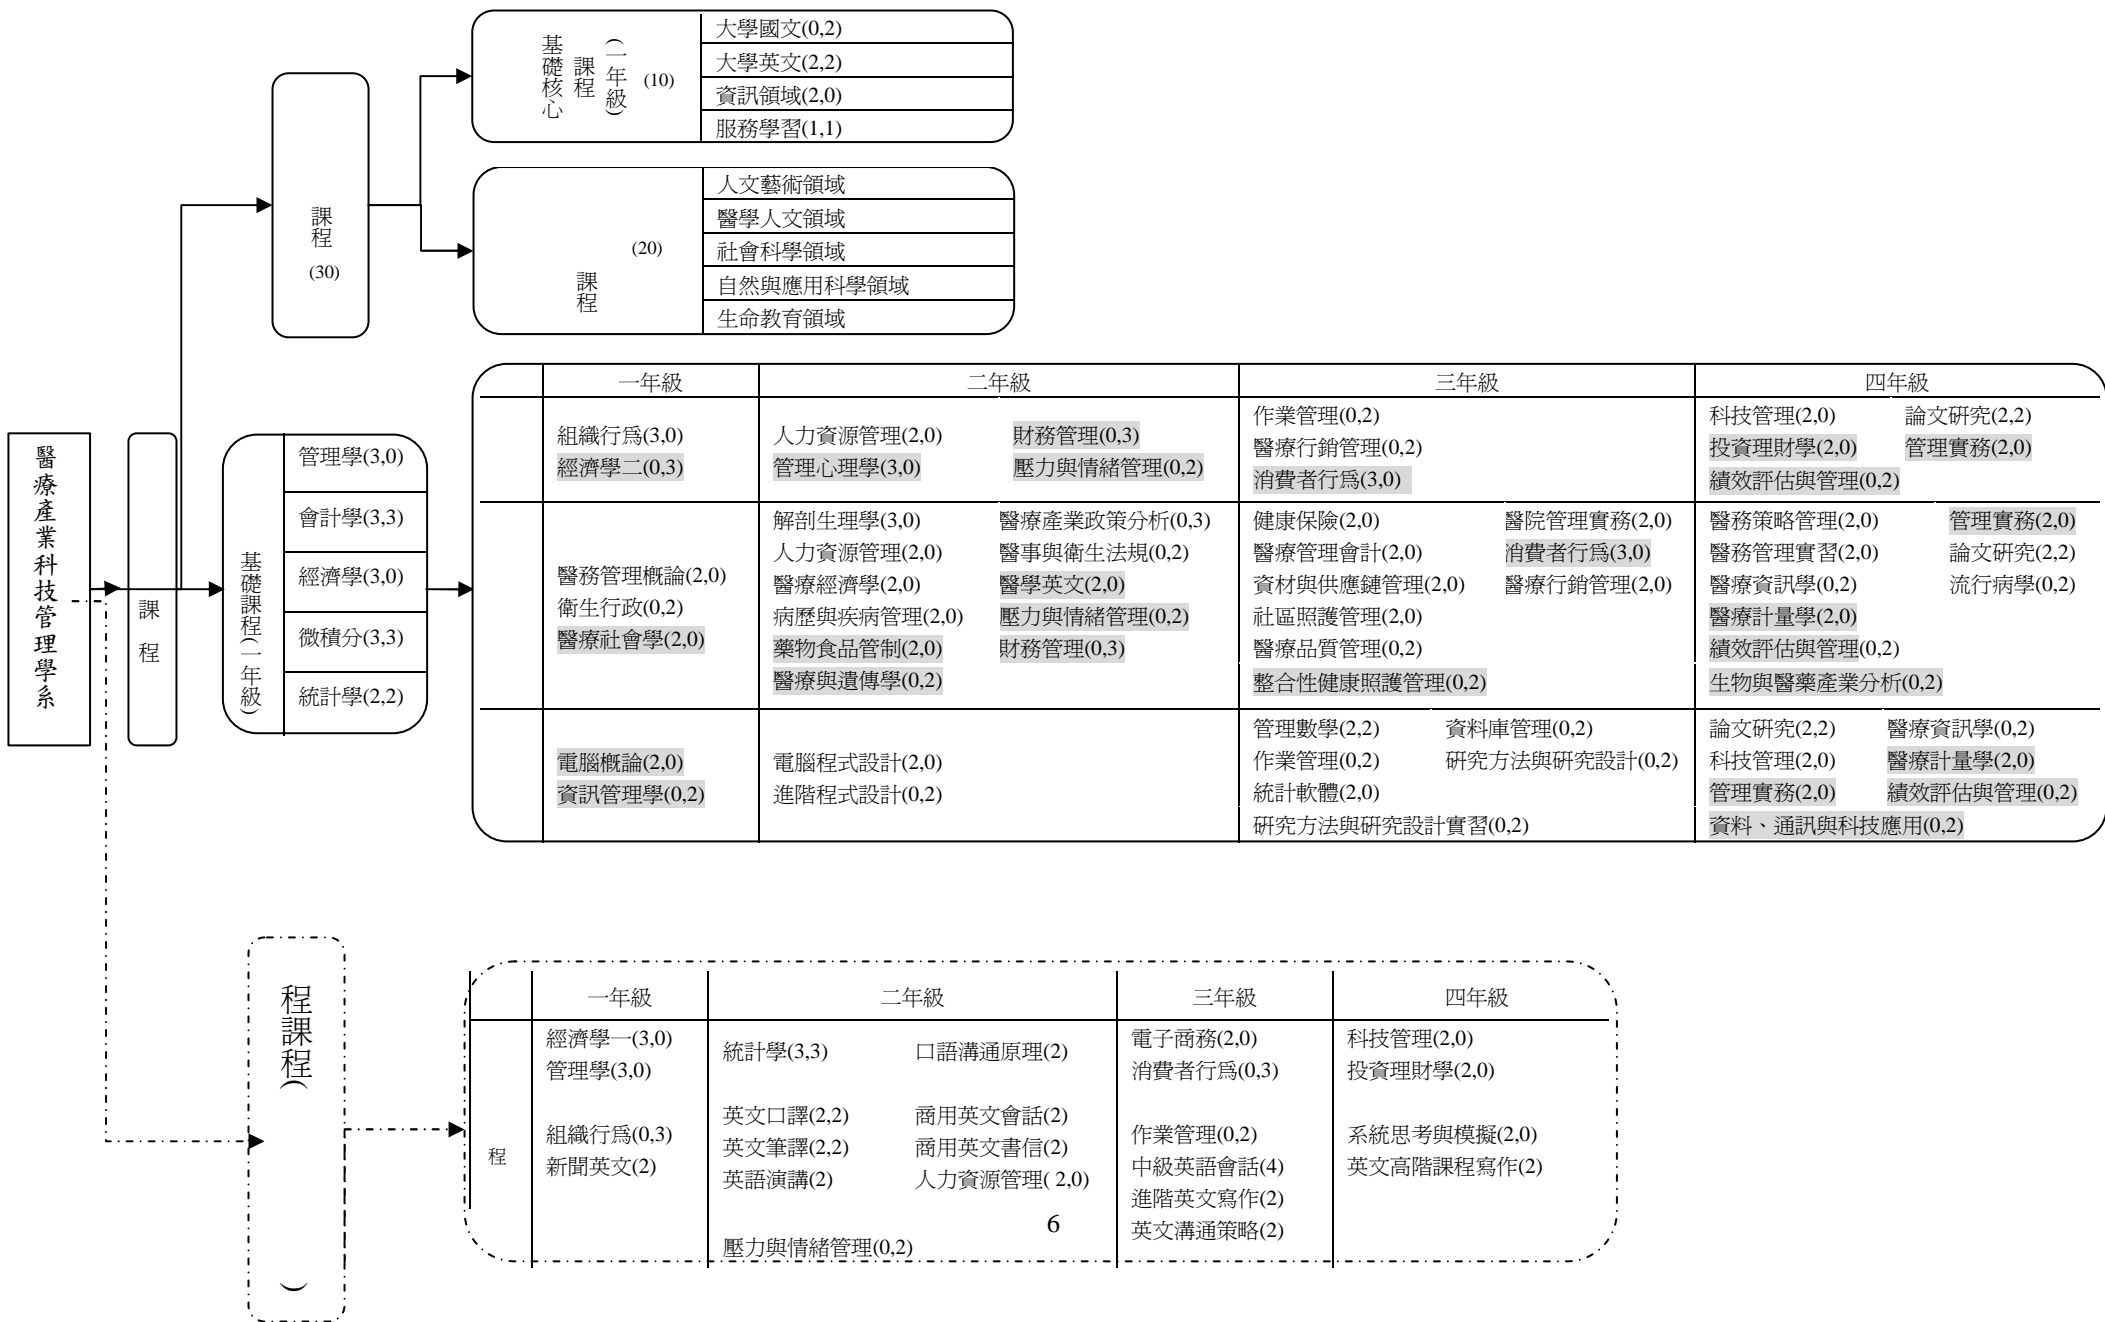 醫療產業科技管理學系
課程
課程
(30)
基礎核心
課程
(一年級)
(10)
大學國文(0,2)
大學英文(2,2)
資訊領域(2,0)
服務學習(1,1)
課程
(20)
人文藝術領域
醫學人文領域
社會科學領域
自然與應用科學領域
生命教育領域
基礎課程(一年級)
管理學(3,0)
會計學(3,3)
經濟學(3,0)
微積分(3,3)
統計學(2,2)
一年級 二年級 三年級 四年級
組織行為(3,0)
經濟學二(0,3)
人力資源管理(2,0) 財務管理(0,3)
管理心理學(3,0) 壓力與情緒管理(0,2)
作業管理(0,2)
醫療行銷管理(0,2)
消費者行為(3,0)
科技管理(2,0) 論文研究(2,2)
投資理財學(2,0) 管理實務(2,0)
績效評估與管理(0,2)
醫務管理概論(2,0)
衛生行政(0,2)
醫療社會學(2,0)
解剖生理學(3,0) 醫療產業政策分析(0,3)
人力資源管理(2,0) 醫事與衛生法規(0,2)
醫療經濟學(2,0) 醫學英文(2,0)
病歷與疾病管理(2,0) 壓力與情緒管理(0,2)
藥物食品管制(2,0) 財務管理(0,3)
醫療與遺傳學(0,2)
健康保險(2,0) 醫院管理實務(2,0)
醫療管理會計(2,0) 消費者行為(3,0)
資材與供應鏈管理(2,0) 醫療行銷管理(2,0)
社區照護管理(2,0)
醫療品質管理(0,2)
整合性健康照護管理(0,2)
醫務策略管理(2,0) 管理實務(2,0)
醫務管理實習(2,0) 論文研究(2,2)
醫療資訊學(0,2) 流行病學(0,2)
醫療計量學(2,0)
績效評估與管理(0,2)
生物與醫藥產業分析(0,2)
電腦概論(2,0)
資訊管理學(0,2)
電腦程式設計(2,0)
進階程式設計(0,2)
管理數學(2,2) 資料庫管理(0,2)
作業管理(0,2) 研究方法與研究設計(0,2)
統計軟體(2,0)
研究方法與研究設計實習(0,2)
論文研究(2,2) 醫療資訊學(0,2)
科技管理(2,0) 醫療計量學(2,0)
管理實務(2,0) 績效評估與管理(0,2)
資料、通訊與科技應用(0,2)
程課程( )
程
一年級 二年級 三年級 四年級
經濟學一(3,0)
管理學(3,0)
組織行為(0,3)
新聞英文(2)
統計學(3,3) 口語溝通原理(2)
英文口譯(2,2) 商用英文會話(2)
英文筆譯(2,2) 商用英文書信(2)
英語演講(2) 人力資源管理( 2,0)
壓力與情緒管理(0,2)
電子商務(2,0)
消費者行為(0,3)
作業管理(0,2)
中級英語會話(4)
進階英文寫作(2)
英文溝通策略(2)
科技管理(2,0)
投資理財學(2,0)
系統思考與模擬(2,0)
英文高階課程寫作(2)
6